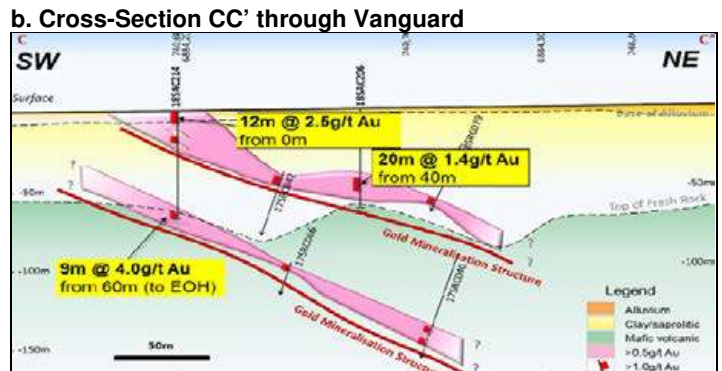 b. Cross-Section CC' through Vanguard
C
C'
SW
NE
18SAC214
18SAC206
Surface
Base of Alluvium
12m @ 2.5g/t Au
from 0m
20m @ 1.4g/t Au
from 40m
?
-50m
-50m
Top of Fresh Rock
?
?
?
Gold Mineralisation Structure
9m @ 4.0g/t Au
from 60m (to EOH)
-100m
-100m
Legend
Alluvium
Clay/saprolitic
Mafic volcanic
>0.5g/t Au
>1.0g/t Au
Gold Mineralisation Structure
?
50m
-150m